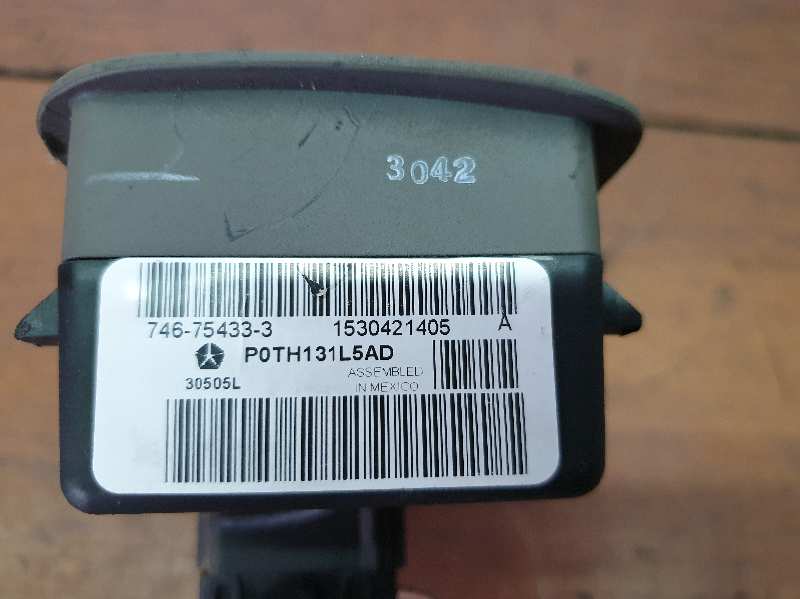 3042
746-75433-3 1530421405 A
P0TH131L5AD
ASSEMBLED
30505L IN MEXICO